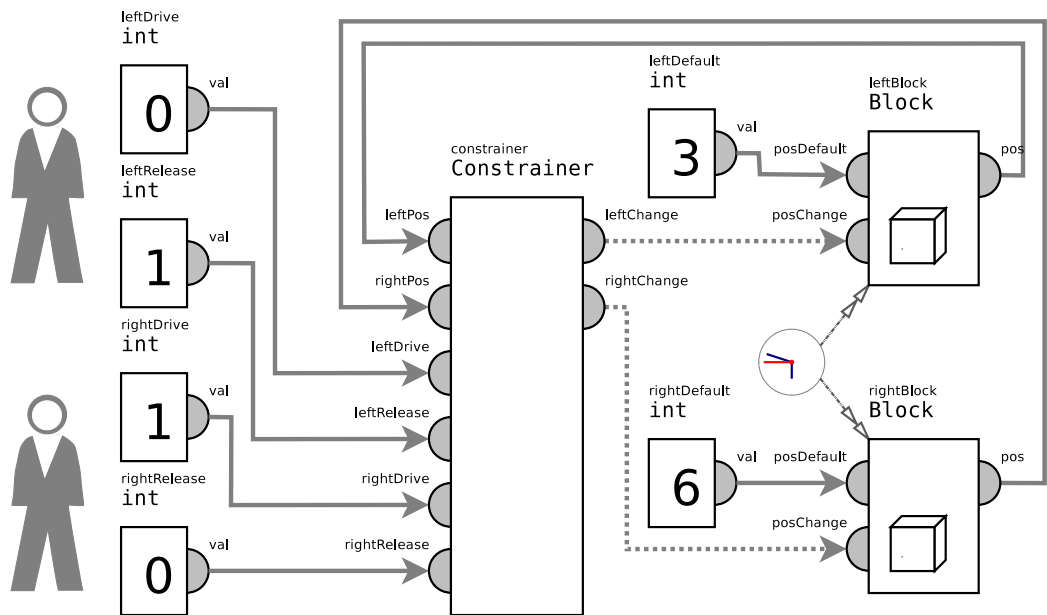 leftDrive
int
0
val
leftRelease
int
1
val
rightDrive
int
1
val
rightRelease
int
0
val
constrainer
Constrainer
leftPos
rightPos
leftDrive
leftRelease
rightDrive
rightRelease
leftChange
rightChange
leftDefault
int
3
val
rightDefault
int
6
val
leftBlock
Block
posDefault
posChange
pos
rightBlock
Block
posDefault
posChange
pos